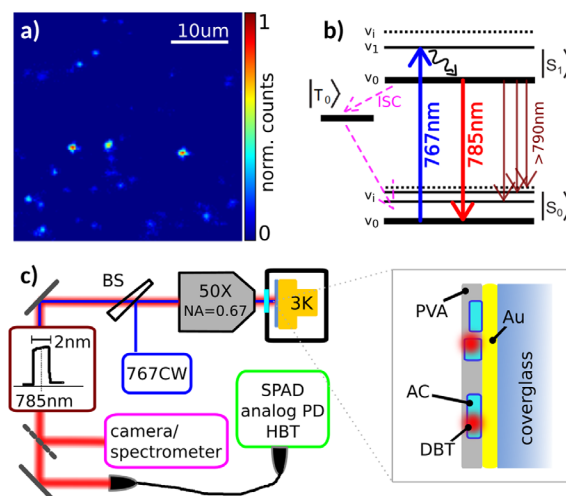 a)
10um
1
0
norm. counts
b)
v_i
v_1
v_0
|S_1⟩
|T_0⟩
ISC
767nm
785nm
>790nm
v_i
v_0
|S_0⟩
c)
BS
50X
NA=0.67
3K
2nm
785nm
767CW
camera/
spectrometer
SPAD
analog PD
HBT
PVA
Au
AC
DBT
coverglass